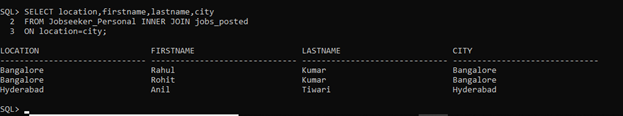 SQL> SELECT location,firstname,lastname,city
2 FROM Jobseeker_Personal INNER JOIN jobs_posted
3 ON location=city;
LOCATION FIRSTNAME LASTNAME CITY
------------------------------ ------------------------------ ------------------------------ ------------------------------
Bangalore Rahul Kumar Bangalore
Bangalore Rohit Kumar Bangalore
Hyderabad Anil Tiwari Hyderabad
SQL> _